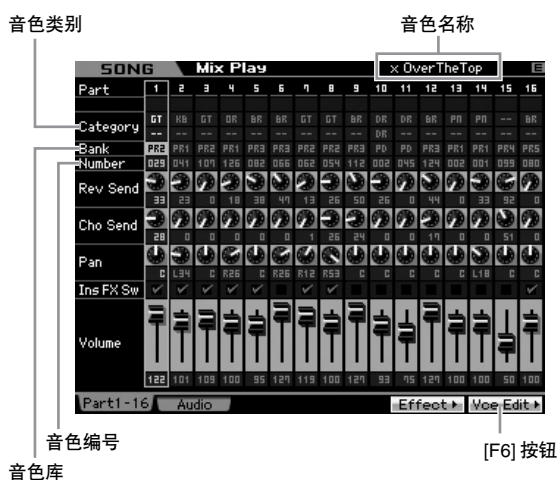 音色类别
音色名称
SONG Mix Play x OverTheTop E
Part 1 2 3 4 5 6 7 8 9 10 11 12 13 14 15 16
Category GT KB GT OR BR BR GT GT BR DR DR BR PN PN -- BR
-- -- -- -- -- -- -- -- -- DR -- -- -- -- -- --
Bank PR2 PR1 PR2 PR1 PR3 PR3 PR2 PR2 PR3 PD PD PR3 PR1 PR1 PR4 PR5
Number 029 041 107 126 082 066 062 054 112 002 045 124 002 001 099 080
Rev Send 33 23 0 18 38 47 13 26 50 26 0 44 0 33 92 0
Cho Send 28 0 0 0 0 0 1 26 24 0 0 17 0 0 51 0
Pan C L34 C R26 C R26 R12 R53 C C C C C L18 C C
Ins FX Sw
Volume 122 101 109 100 95 127 119 100 127 93 75 127 100 100 50 100
Part1-16 Audio Effect Vce Edit
音色编号
[F6] 按钮
音色库